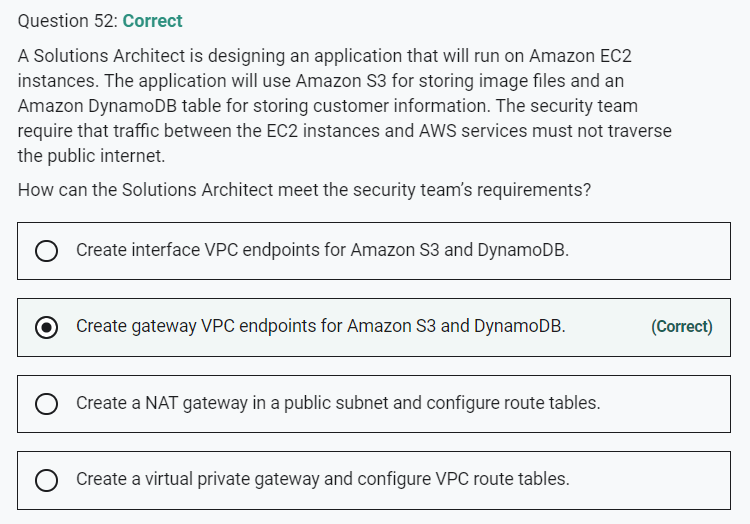 Question 52: Correct
A Solutions Architect is designing an application that will run on Amazon EC2
instances. The application will use Amazon S3 for storing image files and an
Amazon DynamoDB table for storing customer information. The security team
require that traffic between the EC2 instances and AWS services must not traverse
the public internet.
How can the Solutions Architect meet the security team's requirements?
Create interface VPC endpoints for Amazon S3 and DynamoDB.
Create gateway VPC endpoints for Amazon S3 and DynamoDB. (Correct)
Create a NAT gateway in a public subnet and configure route tables.
Create a virtual private gateway and configure VPC route tables.